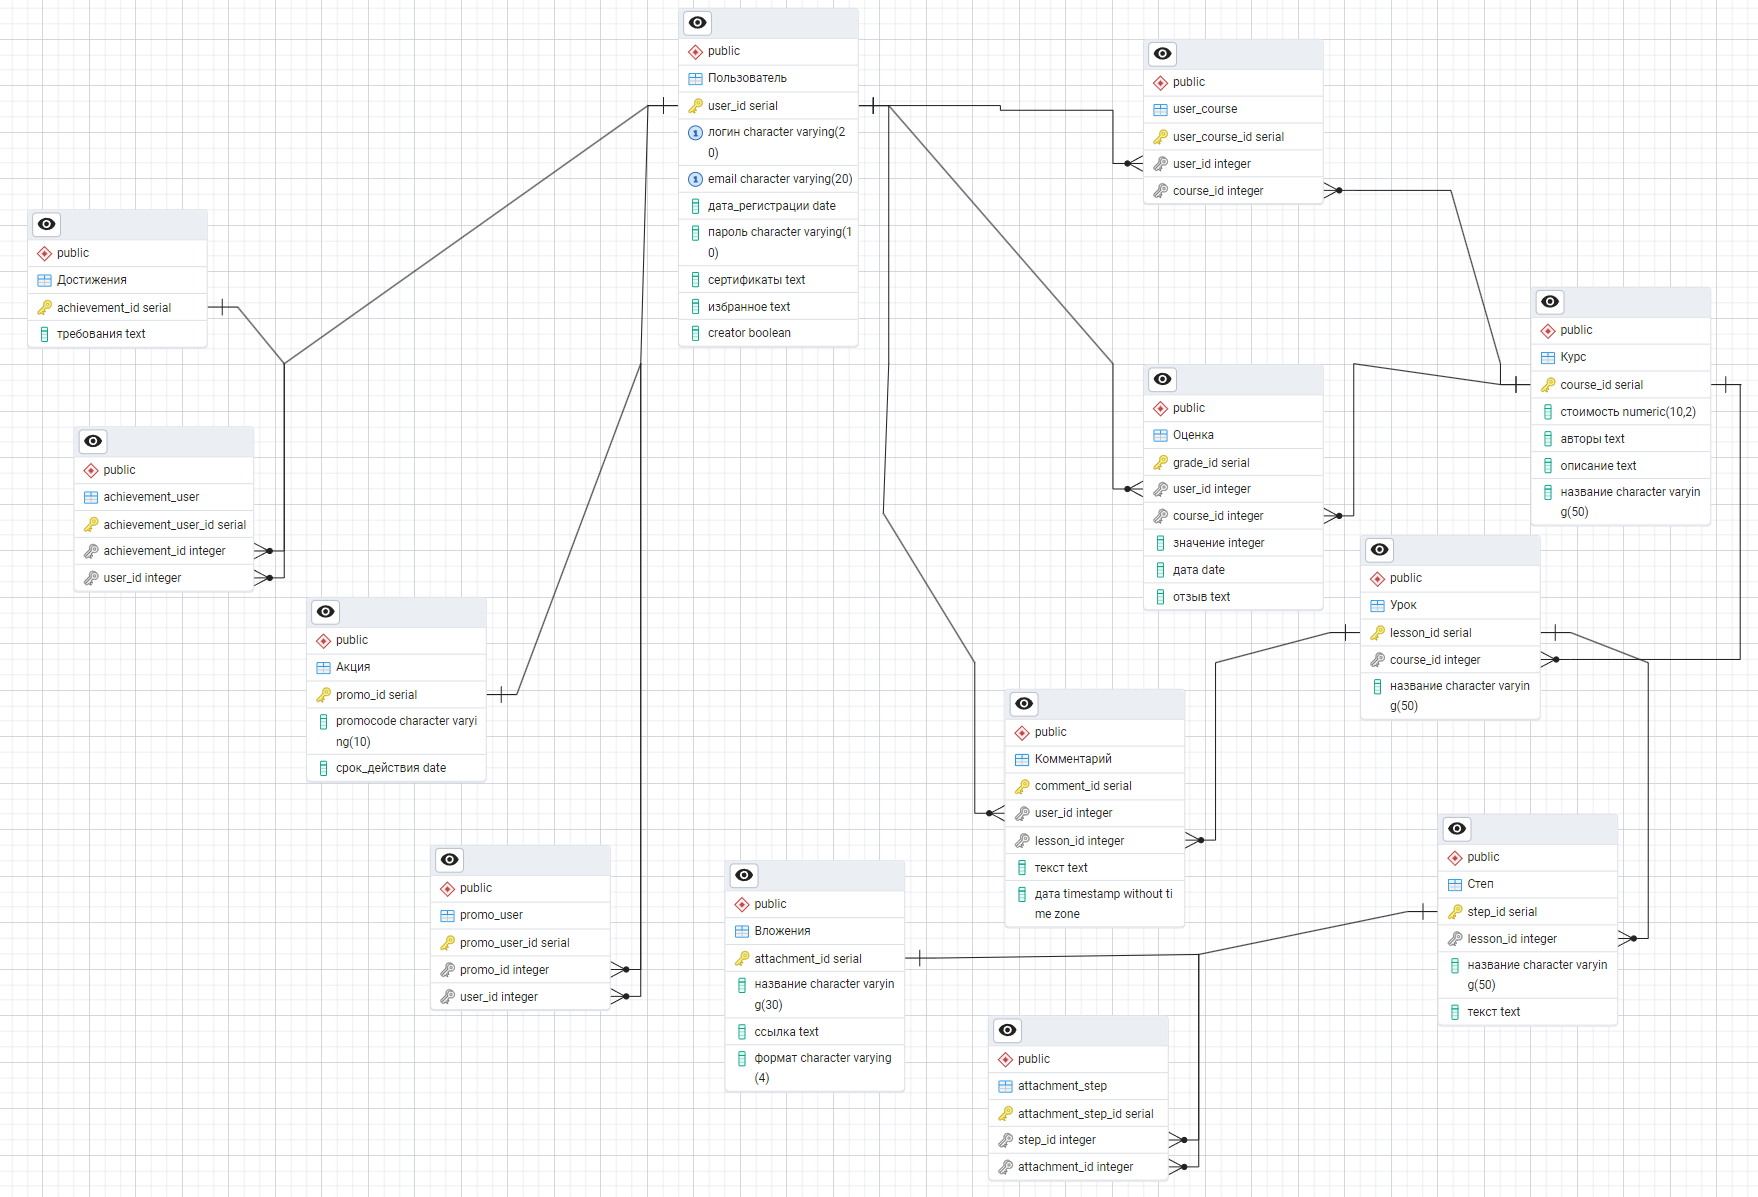 public
Пользователь
user_id serial
логин character varying(2
0)
email character varying(20)
дата_регистрации date
пароль character varying(1
0)
сертификаты text
избранное text
creator boolean
public
user_course
user_course_id serial
user_id integer
course_id integer
public
Достижения
achievement_id serial
требования text
public
Курс
course_id serial
стоимость numeric(10,2)
авторы text
описание text
название character varyin
g(50)
public
Оценка
grade_id serial
user_id integer
course_id integer
значение integer
дата date
отзыв text
public
achievement_user
achievement_user_id serial
achievement_id integer
user_id integer
public
Урок
lesson_id serial
course_id integer
название character varyin
g(50)
public
Акция
promo_id serial
promocode character varyi
ng(10)
срок_действия date
public
Комментарий
comment_id serial
user_id integer
lesson_id integer
текст text
дата timestamp without ti
me zone
public
Степ
step_id serial
lesson_id integer
название character varyin
g(50)
текст text
public
promo_user
promo_user_id serial
promo_id integer
user_id integer
public
Вложения
attachment_id serial
название character varyin
g(30)
ссылка text
формат character varying
(4)
public
attachment_step
attachment_step_id serial
step_id integer
attachment_id integer